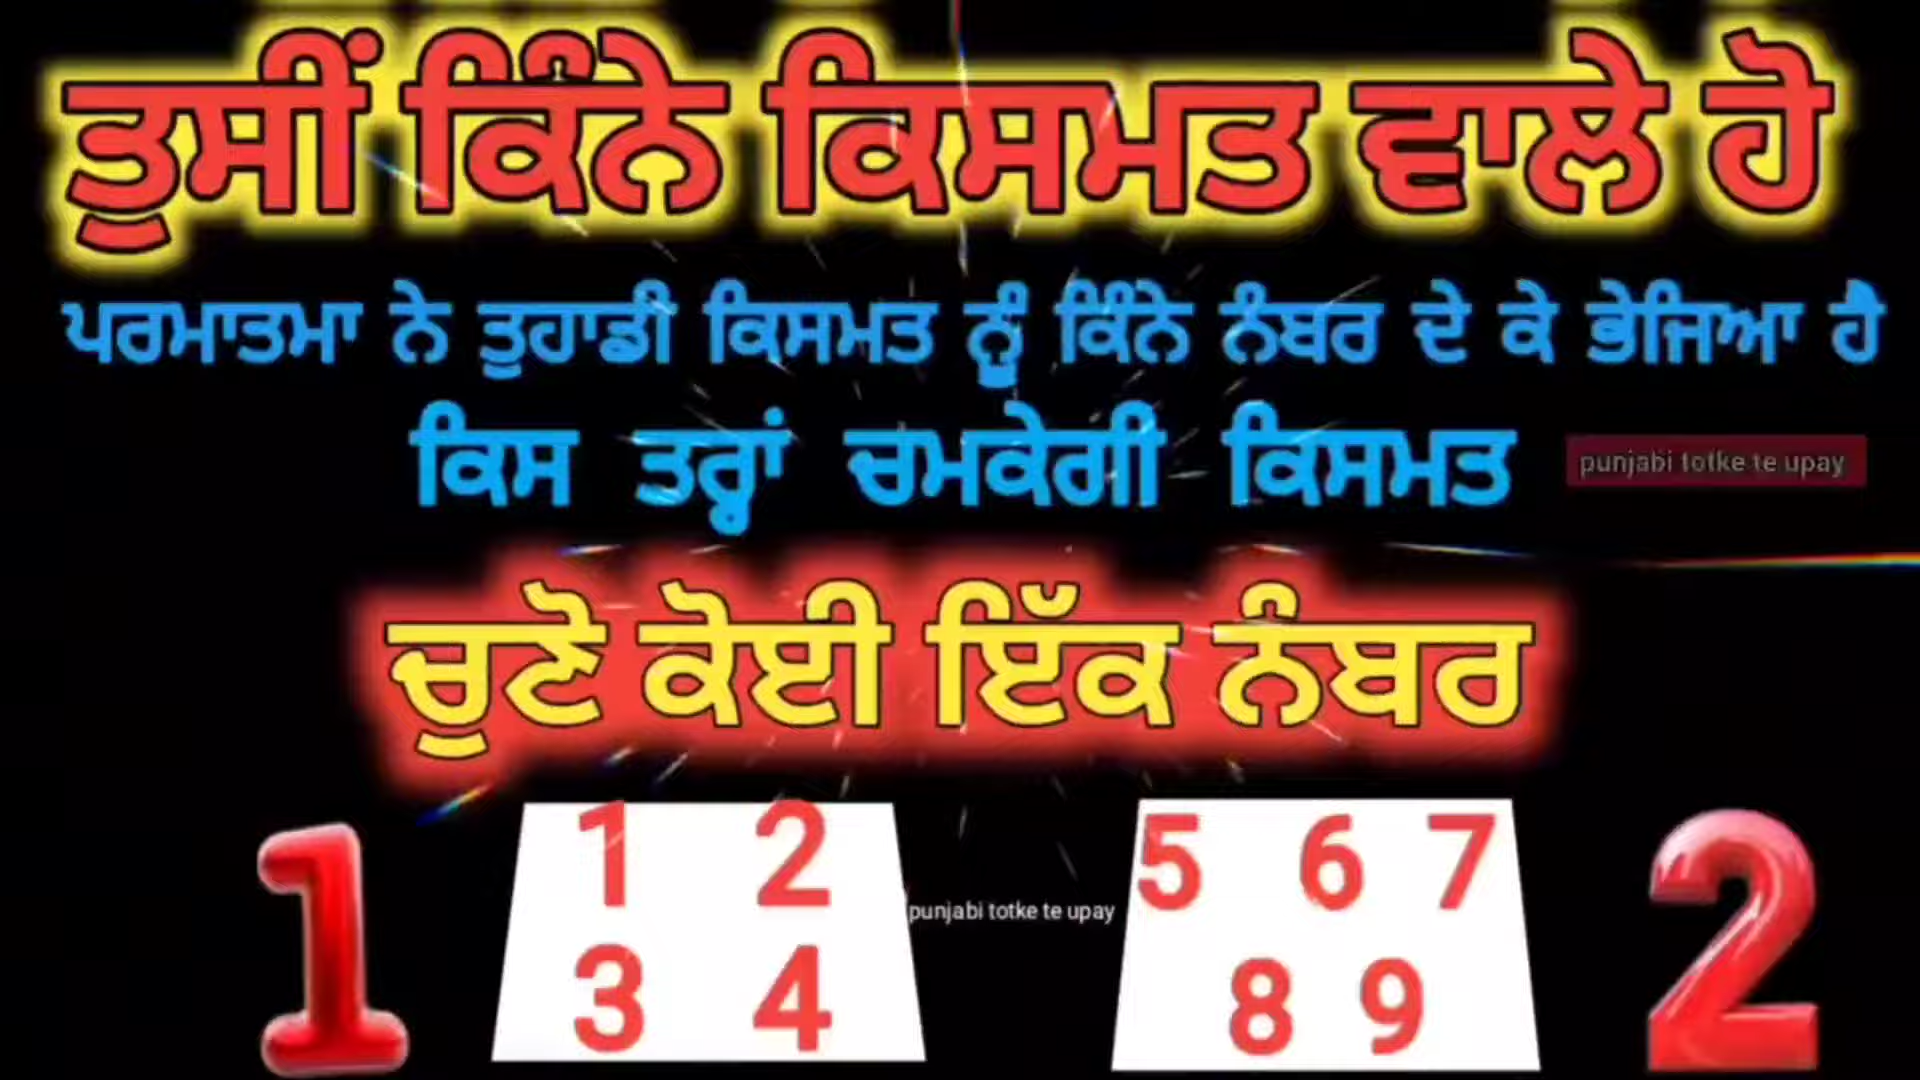 ਤੁਸੀਂ ਕਿੰਨੇ ਕਿਸਮਤ ਵਾਲੇ ਹੋ
ਪਰਮਾਤਮਾ ਨੇ ਤੁਹਾਡੀ ਕਿਸਮਤ ਨੂੰ ਕਿੰਨੇ ਨੰਬਰ ਦੇ ਕੇ ਭੇਜਿਆ ਹੈ
ਕਿਸ ਤਰ੍ਹਾਂ ਚਮਕੇਗੀ ਕਿਸਮਤ
punjabi totke te upay
ਚੁਣੋ ਕੋਈ ਇੱਕ ਨੰਬਰ
1
1 2
3 4
punjabi totke te upay
5 6 7
8 9
2